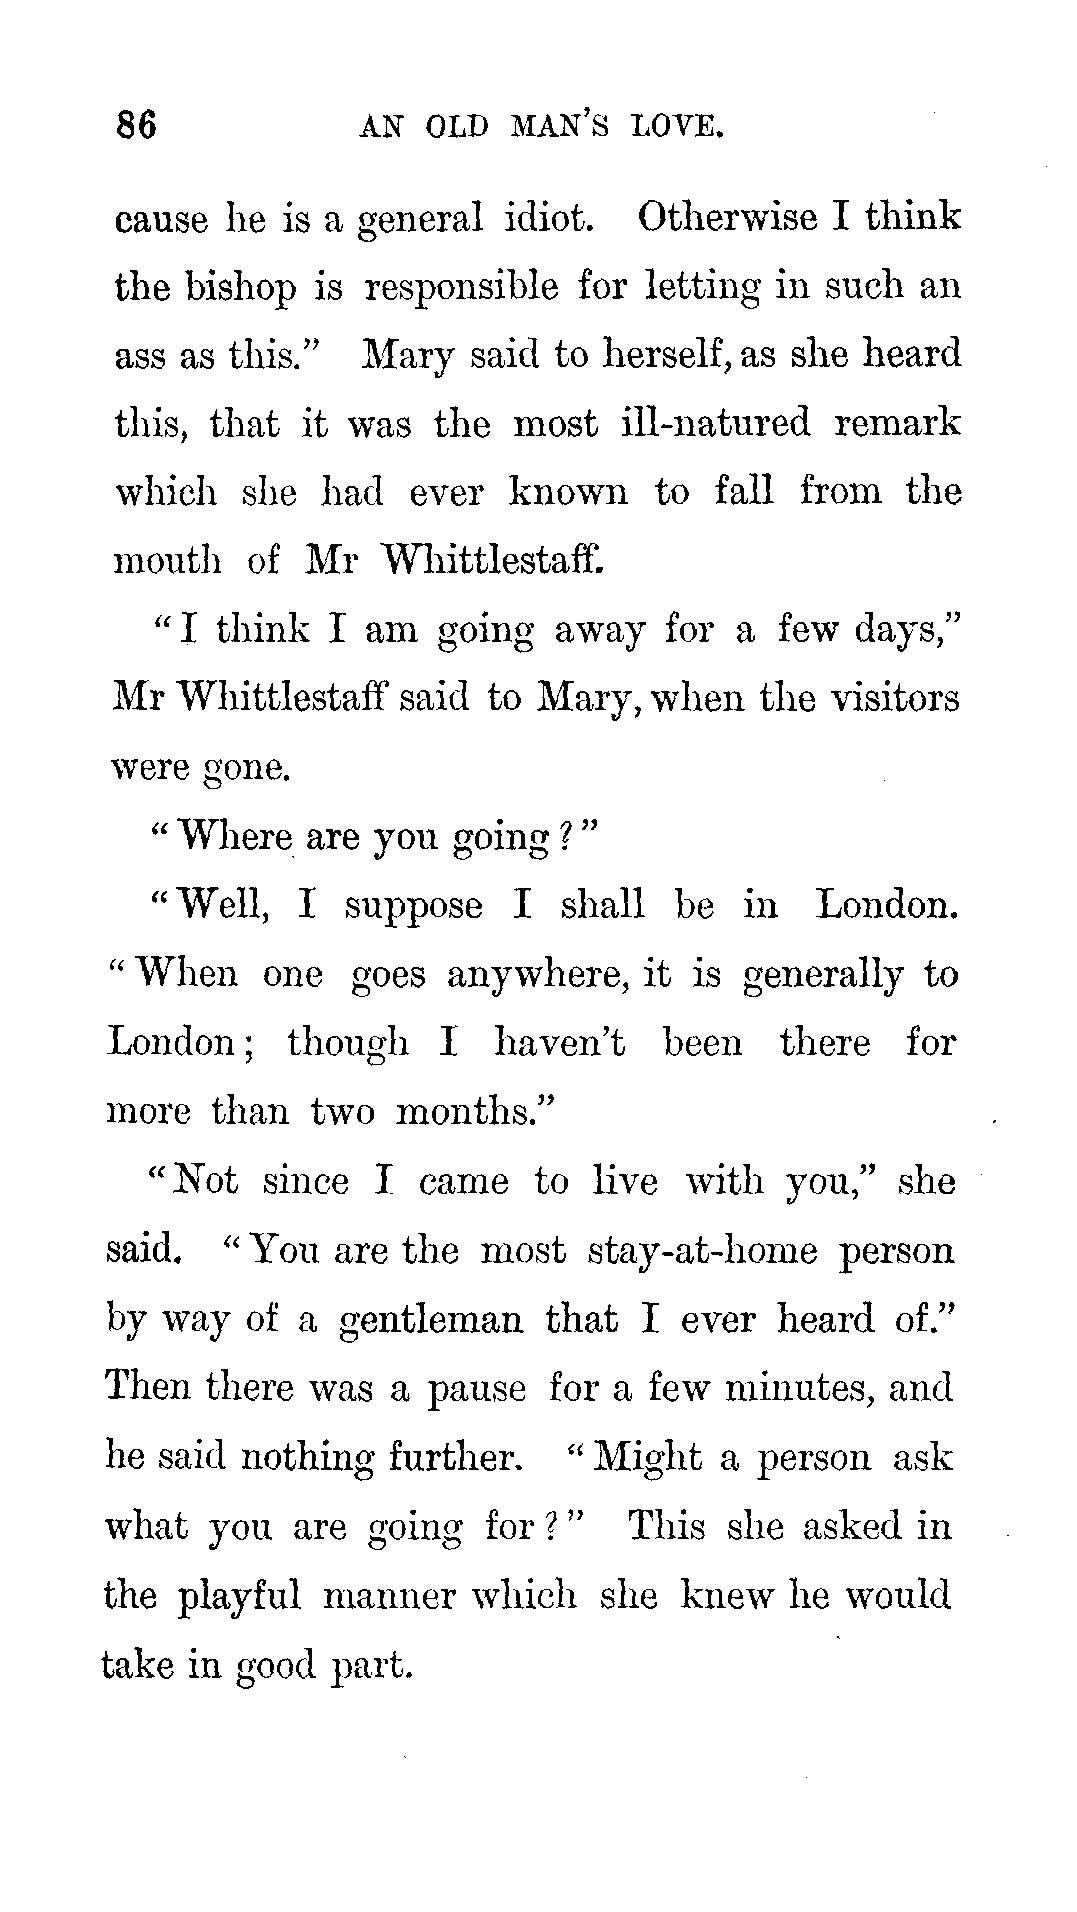 86 AN OLD MAN'S LOVE.
cause he is a general idiot. Otherwise I think
the bishop is responsible for letting in such an
ass as this.” Mary said to herself, as she heard
this, that it was the most ill-natured remark
which she had ever known to fall from the
mouth of Mr Whittlestaff.
“I think I am going away for a few days,”
Mr Whittlestaff said to Mary, when the visitors
were gone.
“Where are you going?”
“Well, I suppose I shall be in London.
“When one goes anywhere, it is generally to
London; though I haven't been there for
more than two months.”
“Not since I came to live with you,” she
said. “You are the most stay-at-home person
by way of a gentleman that I ever heard of.”
Then there was a pause for a few minutes, and
he said nothing further. “Might a person ask
what you are going for?” This she asked in
the playful manner which she knew he would
take in good part.